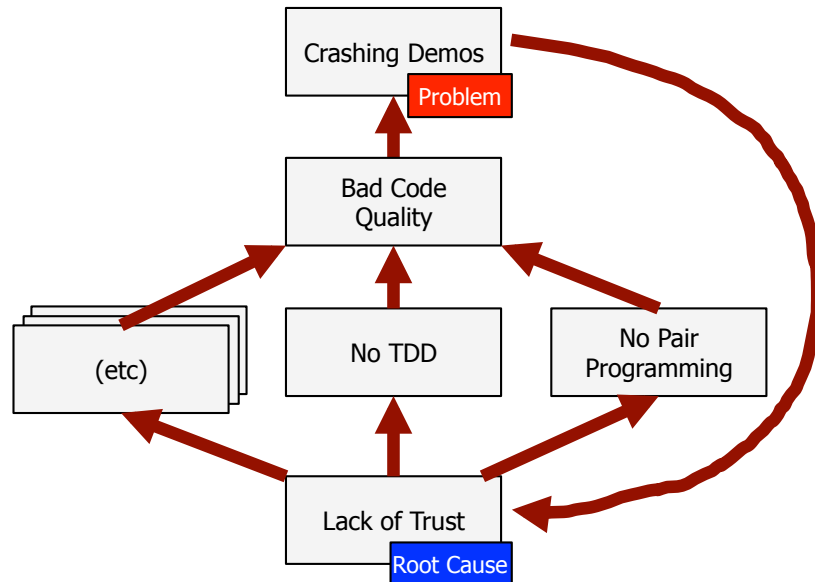 Crashing Demos
Problem
Bad Code
Quality
(etc)
No TDD
No Pair
Programming
Lack of Trust
Root Cause